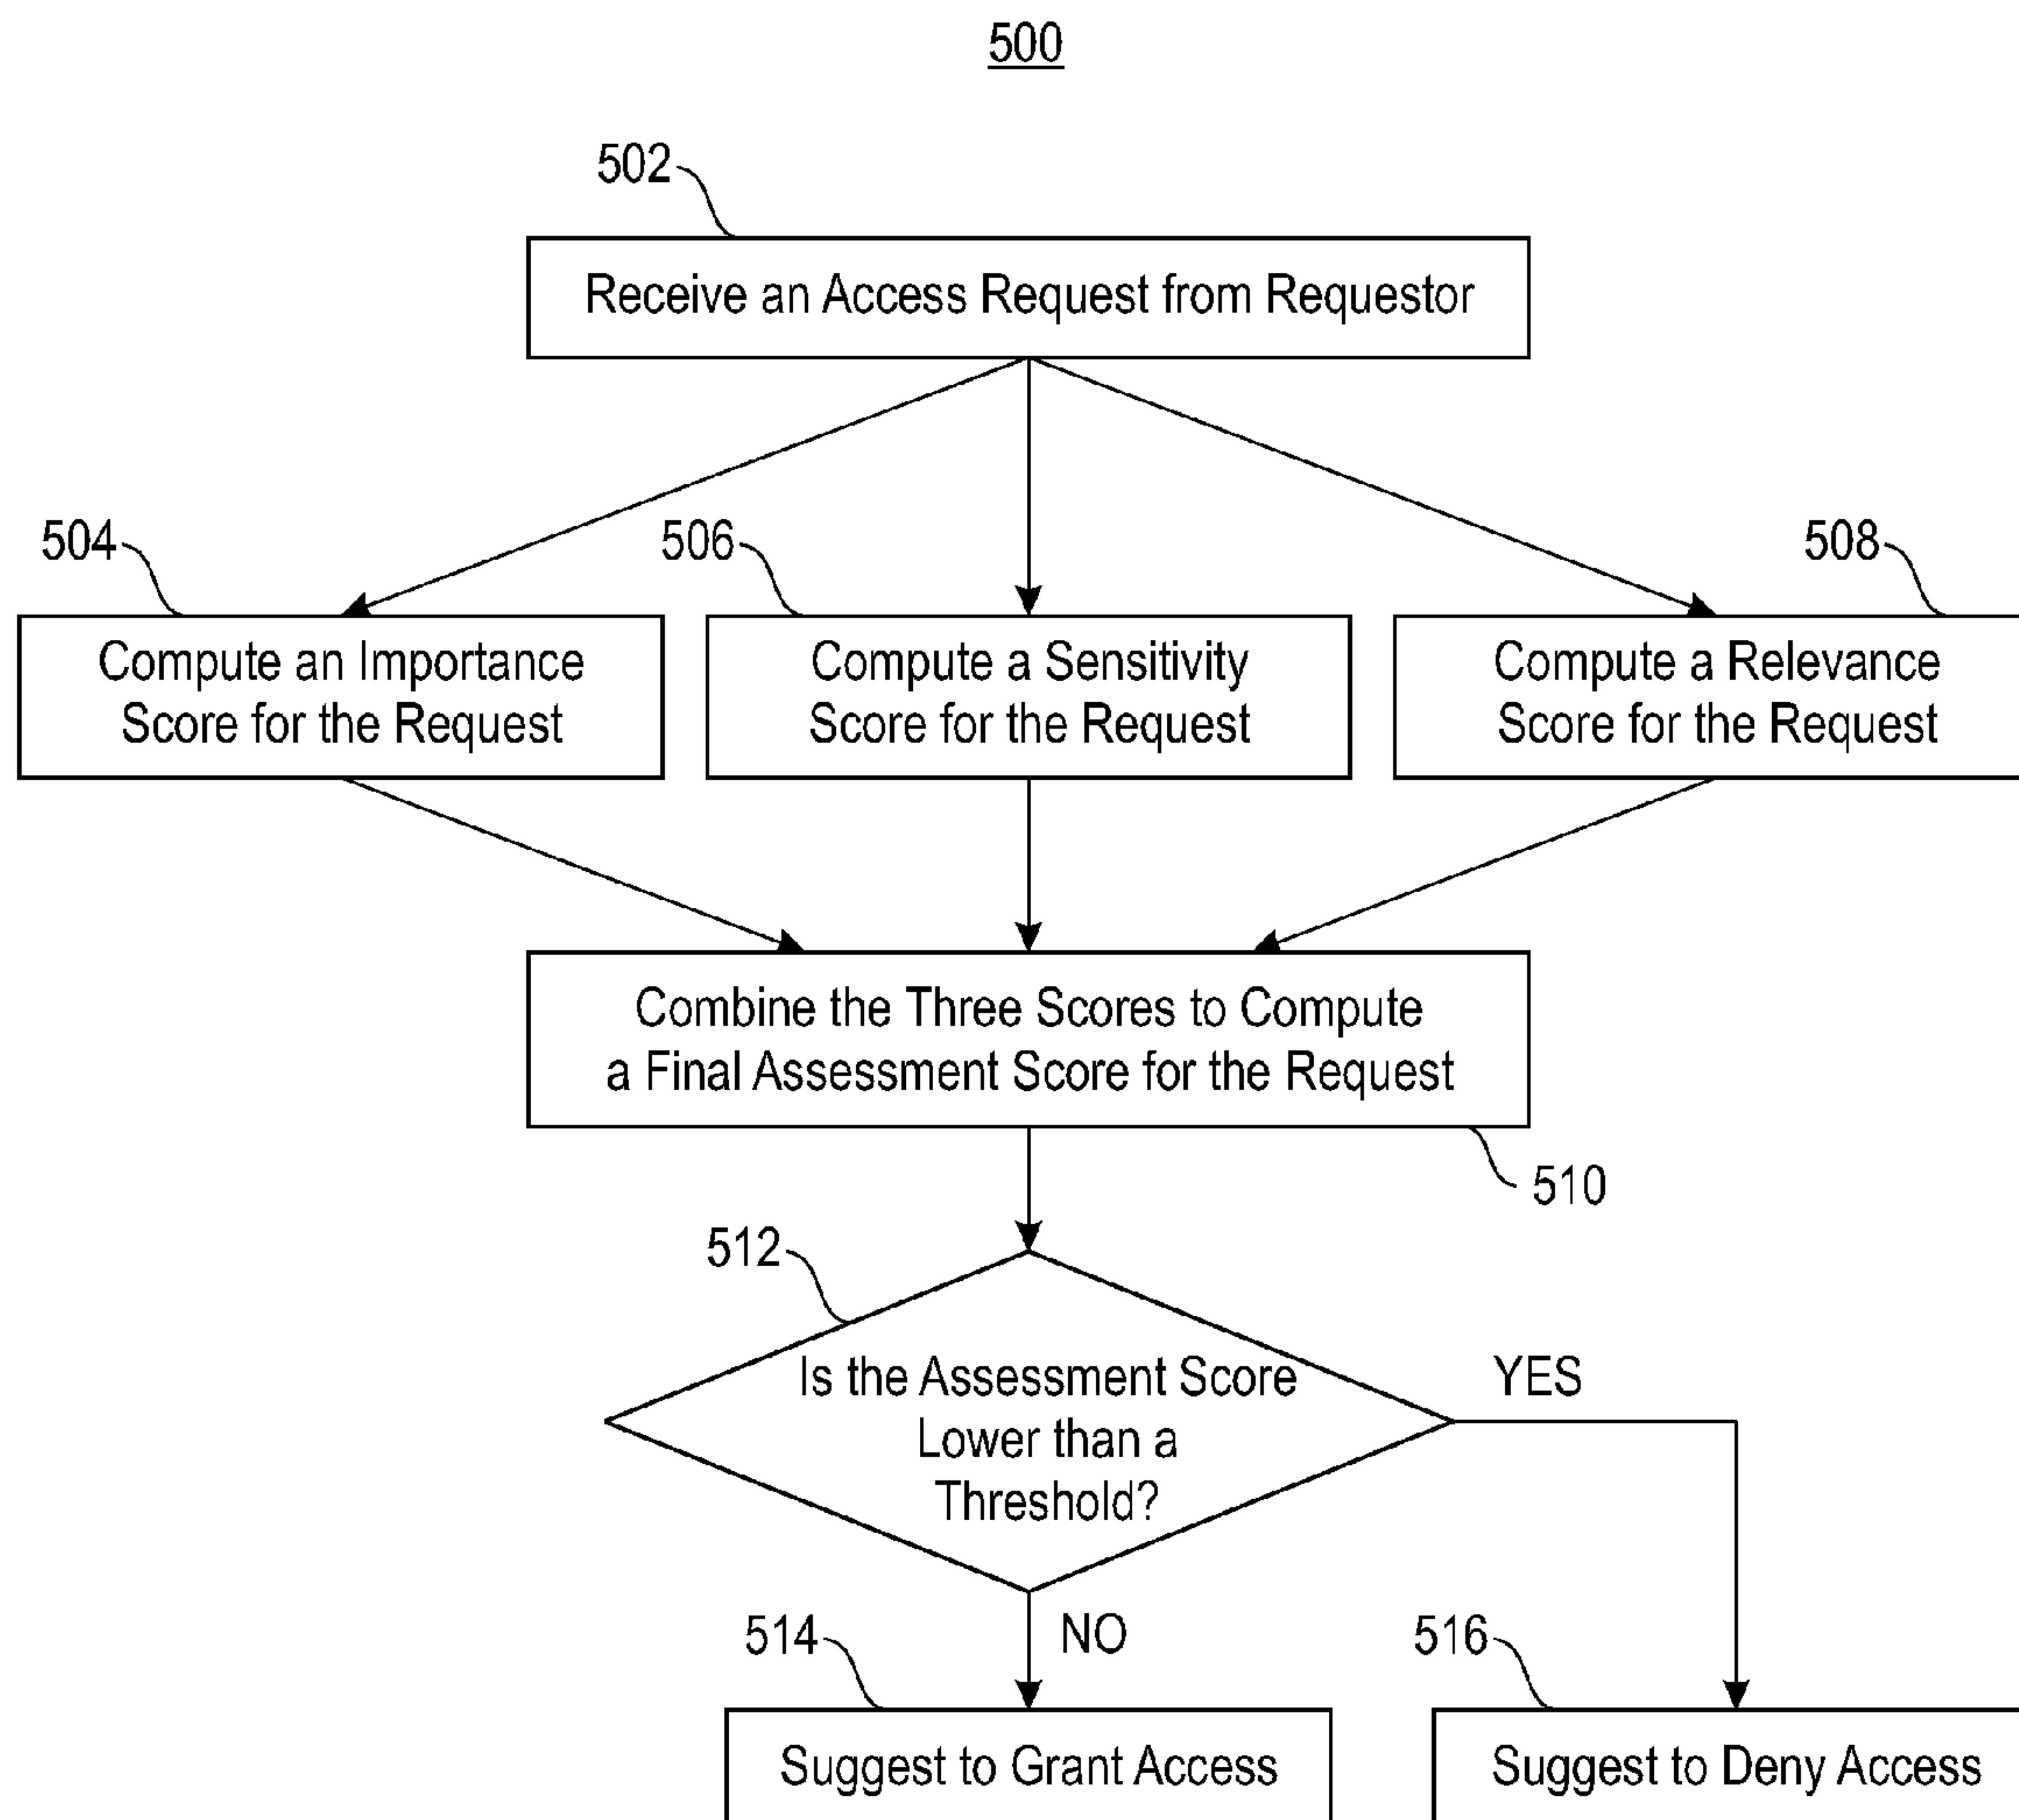 500
502
Receive an Access Request from Requestor
504
506
508
Compute an Importance
Score for the Request
Compute a Sensitivity
Score for the Request
Compute a Relevance
Score for the Request
Combine the Three Scores to Compute
a Final Assessment Score for the Request
510
512
Is the Assessment Score
Lower than a
Threshold?
YES
NO
514
516
Suggest to Grant Access
Suggest to Deny Access